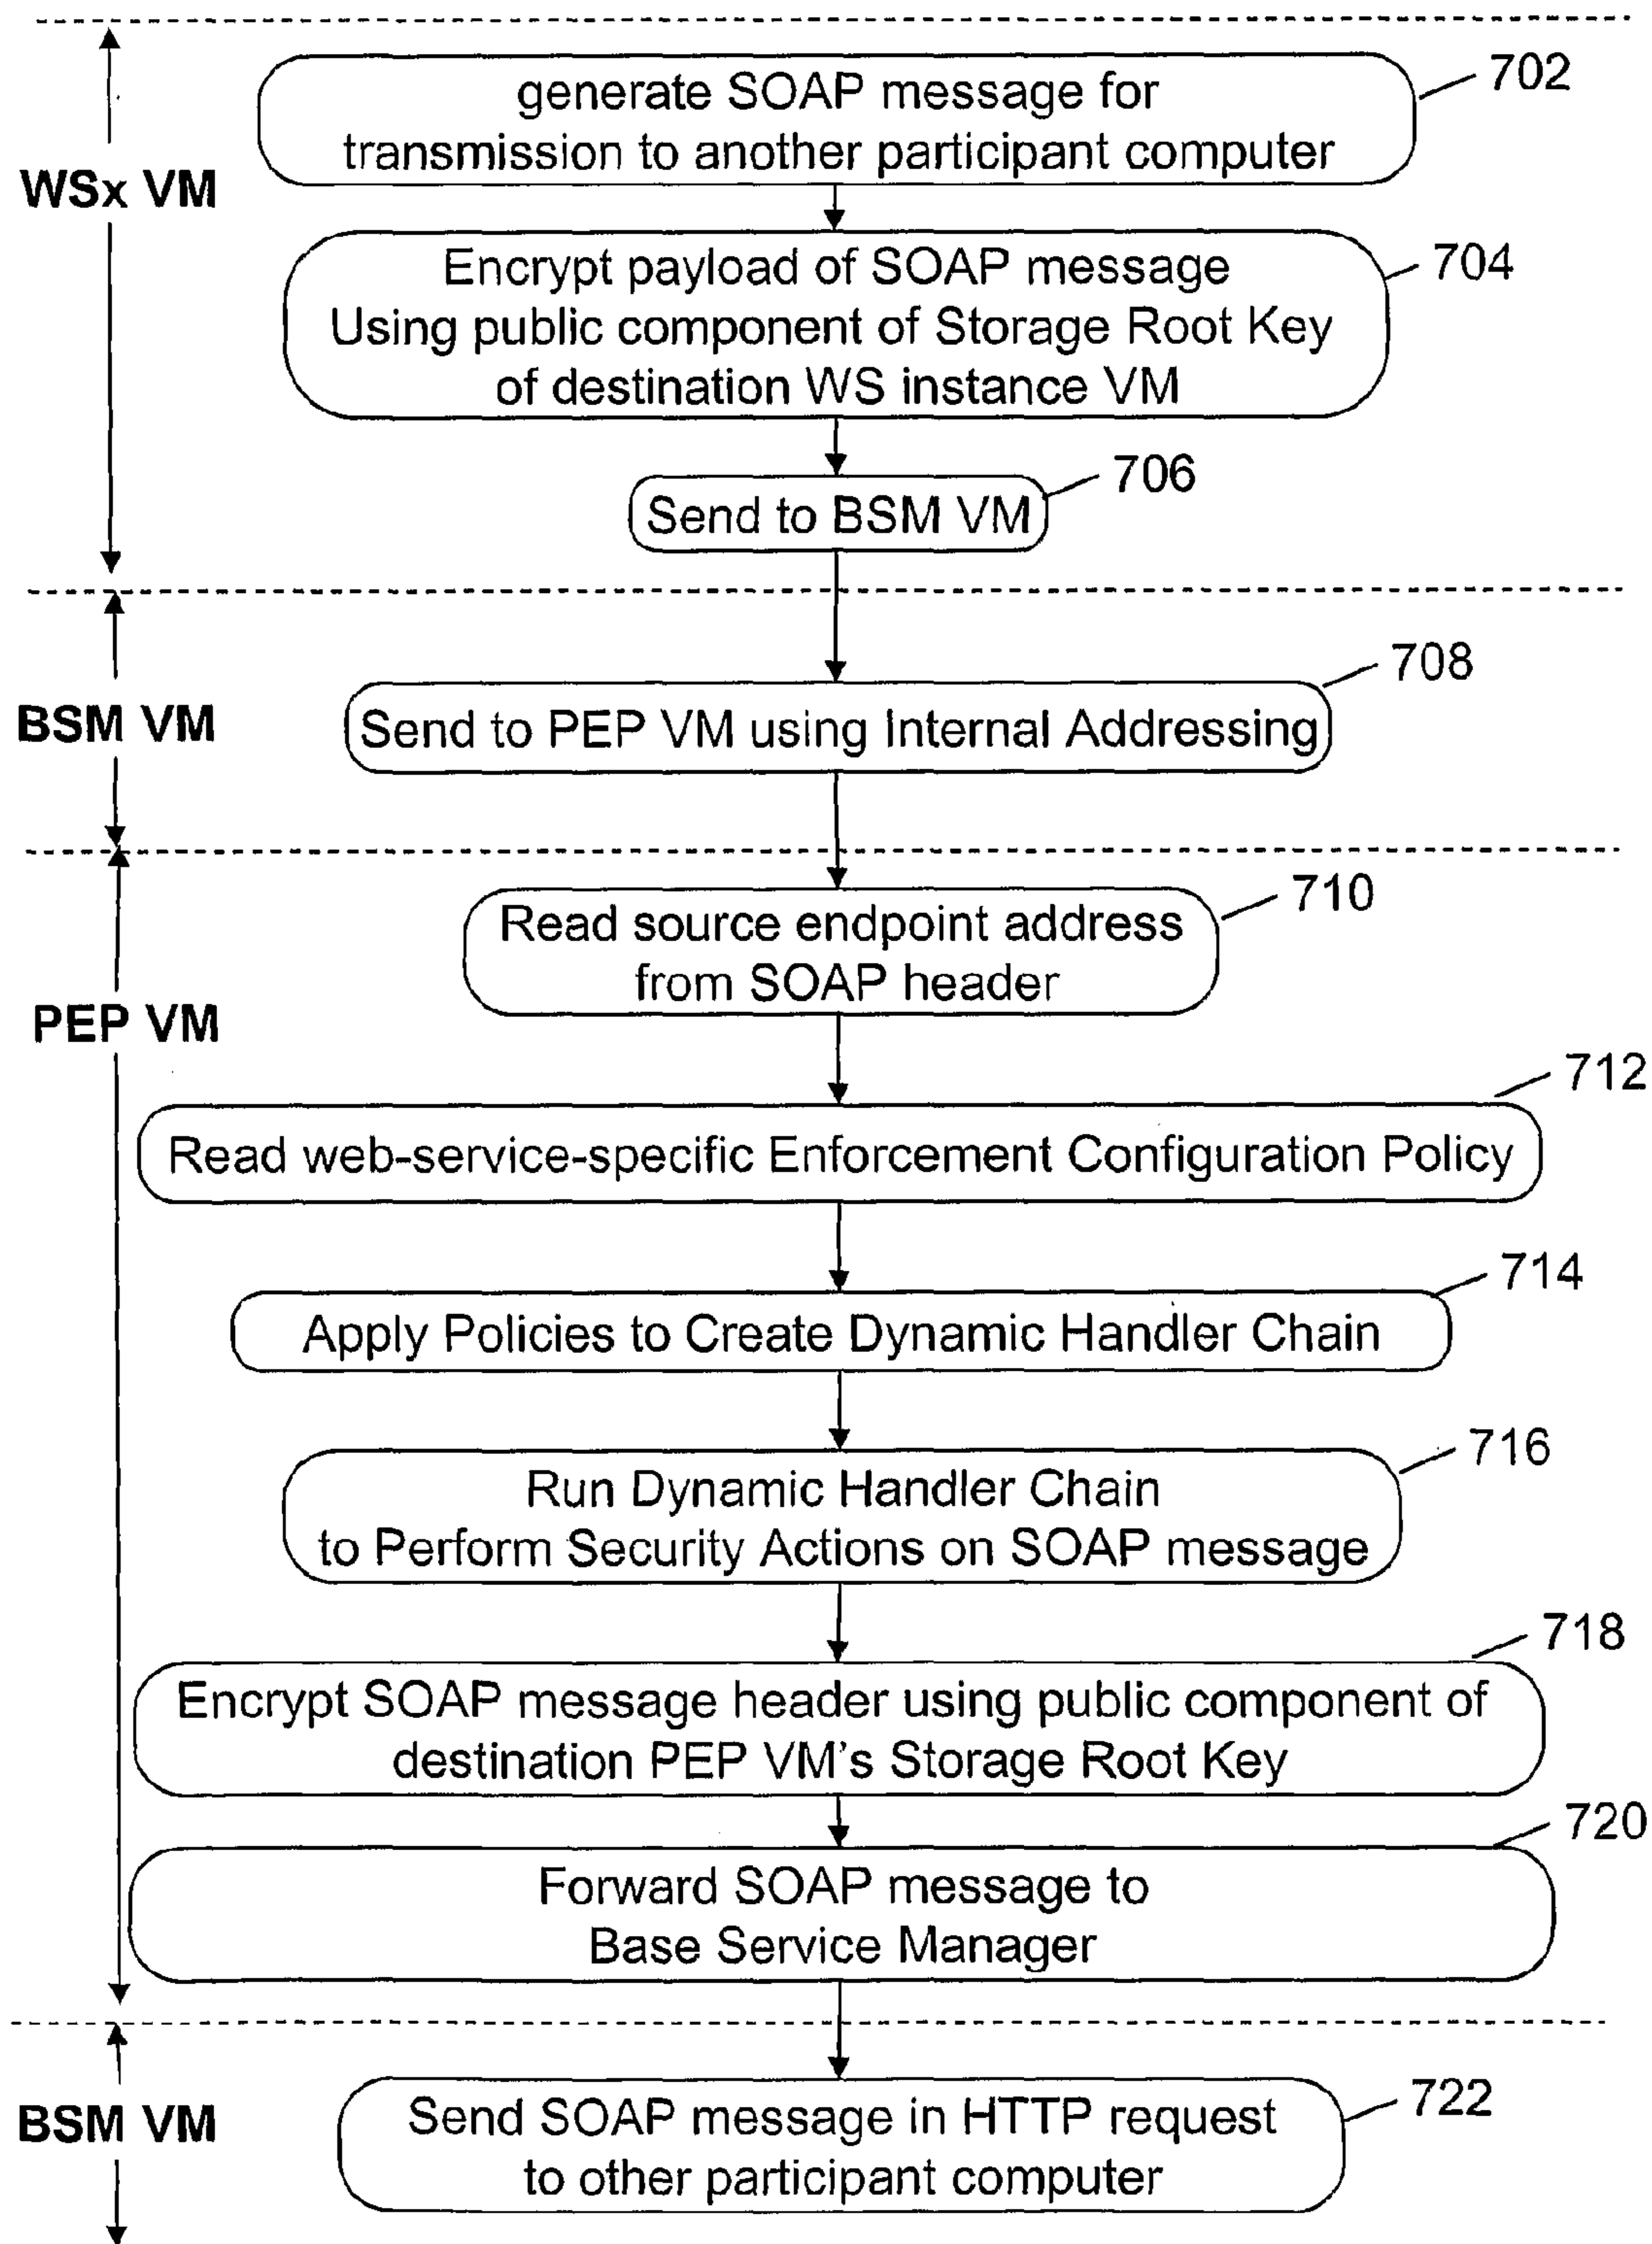 702
generate SOAP message for
transmission to another participant computer
WSx VM
704
Encrypt payload of SOAP message
Using public component of Storage Root Key
of destination WS instance VM
706
Send to BSM VM
708
BSM VM
Send to PEP VM using Internal Addressing
710
Read source endpoint address
from SOAP header
PEP VM
712
Read web-service-specific Enforcement Configuration Policy
714
Apply Policies to Create Dynamic Handler Chain
716
Run Dynamic Handler Chain
to Perform Security Actions on SOAP message
718
Encrypt SOAP message header using public component of
destination PEP VM's Storage Root Key
720
Forward SOAP message to
Base Service Manager
722
BSM VM
Send SOAP message in HTTP request
to other participant computer